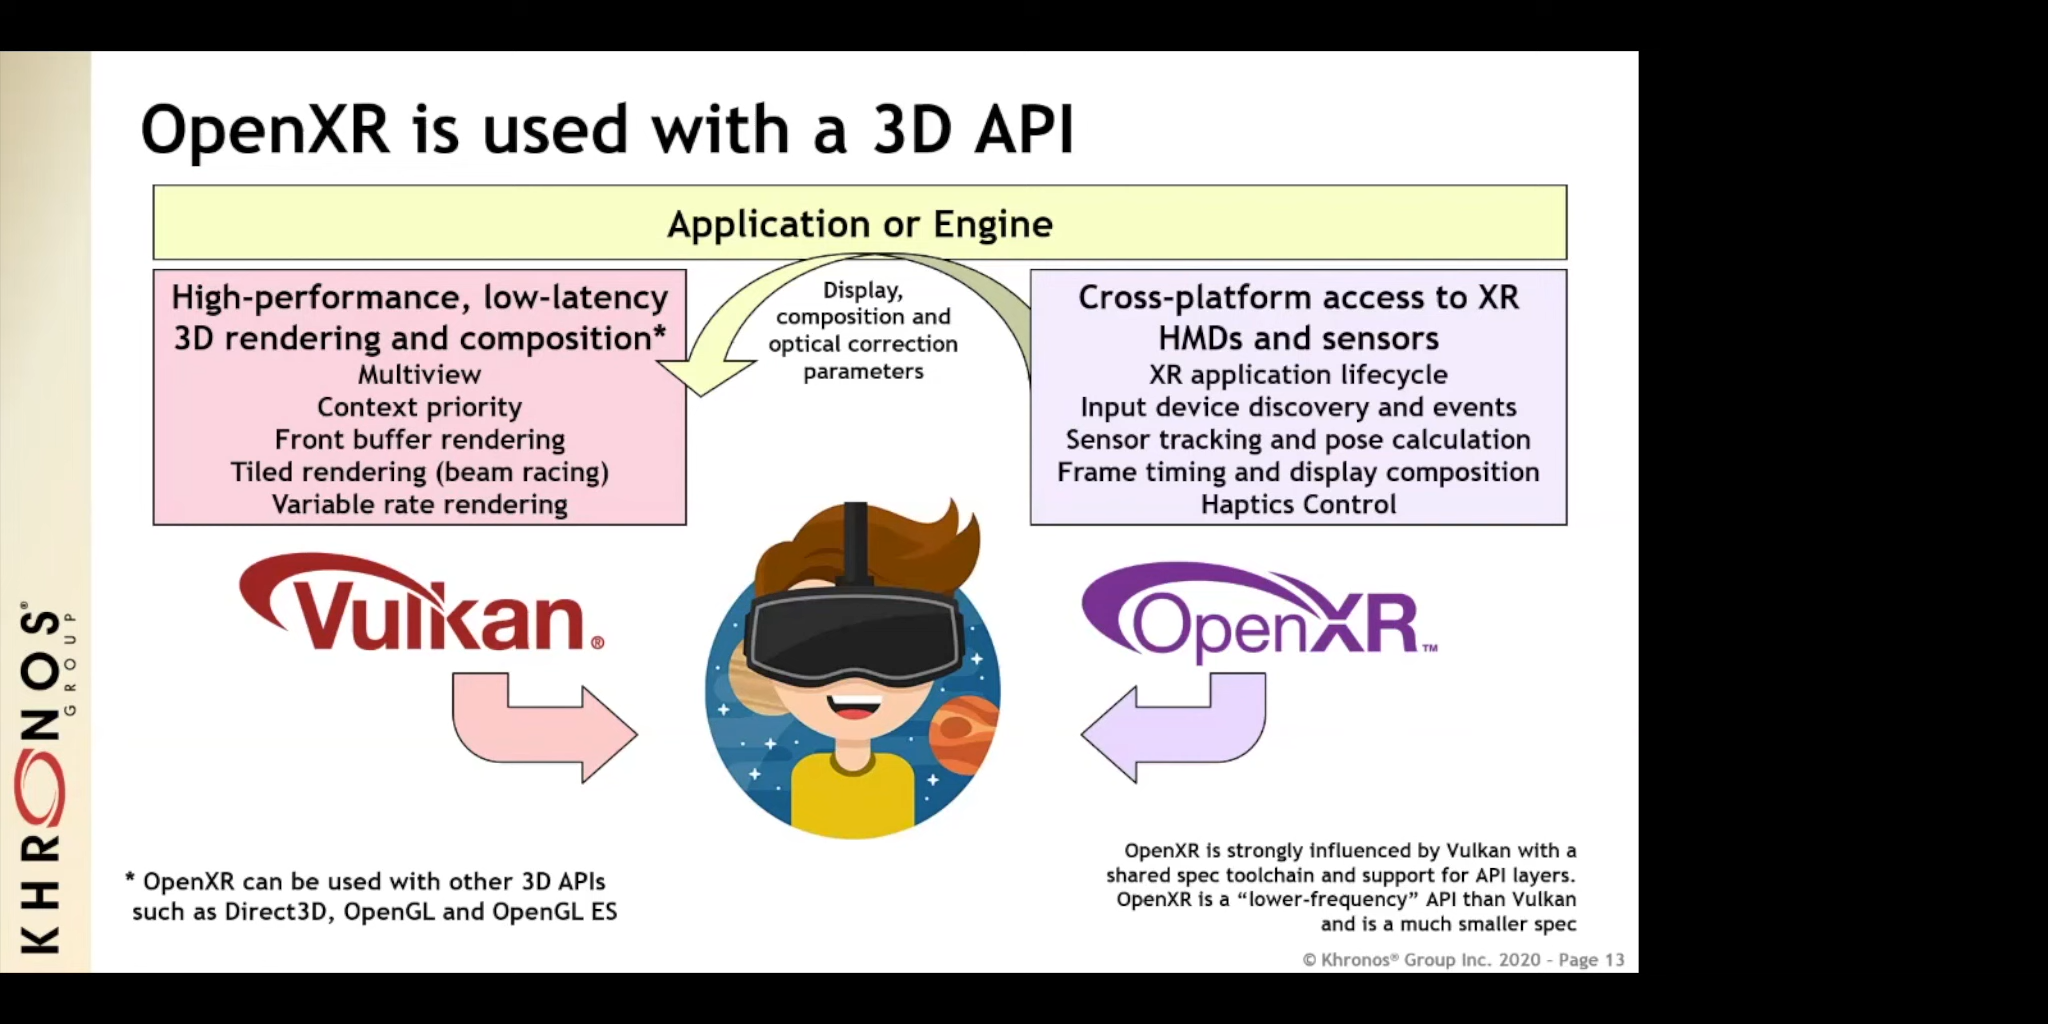 OpenXR is used with a 3D API
Application or Engine
High-performance, low-latency
3D rendering and composition*
Multiview
Context priority
Front buffer rendering
Tiled rendering (beam racing)
Variable rate rendering
Display,
composition and
optical correction
parameters
Cross-platform access to XR
HMDs and sensors
XR application lifecycle
Input device discovery and events
Sensor tracking and pose calculation
Frame timing and display composition
Haptics Control
Vulkan®
OpenXR™
* OpenXR can be used with other 3D APIs
such as Direct3D, OpenGL and OpenGL ES
OpenXR is strongly influenced by Vulkan with a
shared spec toolchain and support for API layers.
OpenXR is a “lower-frequency” API than Vulkan
and is a much smaller spec
© Khronos® Group Inc. 2020 - Page 13
KHRONOS®
GROUP